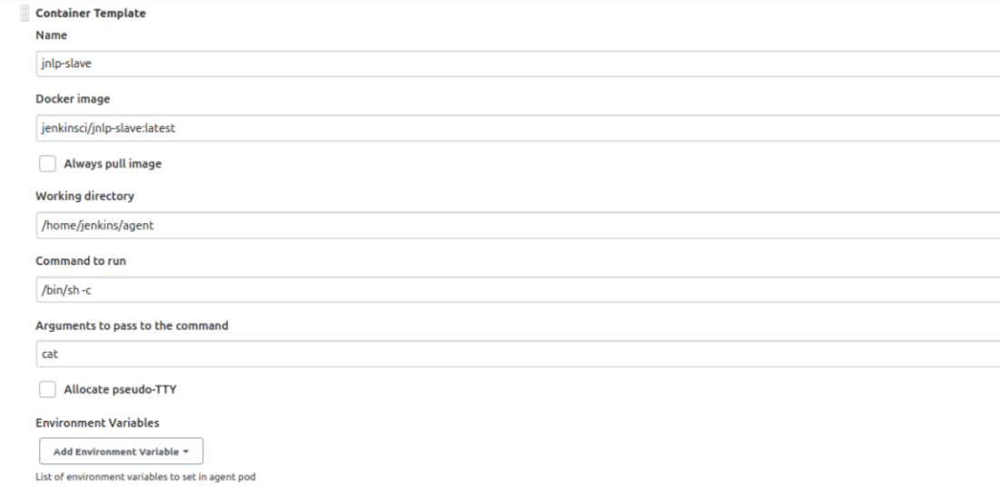 Container Template
Name
jnlp-slave
Docker image
jenkinsci/jnlp-slave:latest
Always pull image
Working directory
/home/jenkins/agent
Command to run
/bin/sh -c
Arguments to pass to the command
cat
Allocate pseudo-TTY
Environment Variables
Add Environment Variable
List of environment variables to set in agent pod